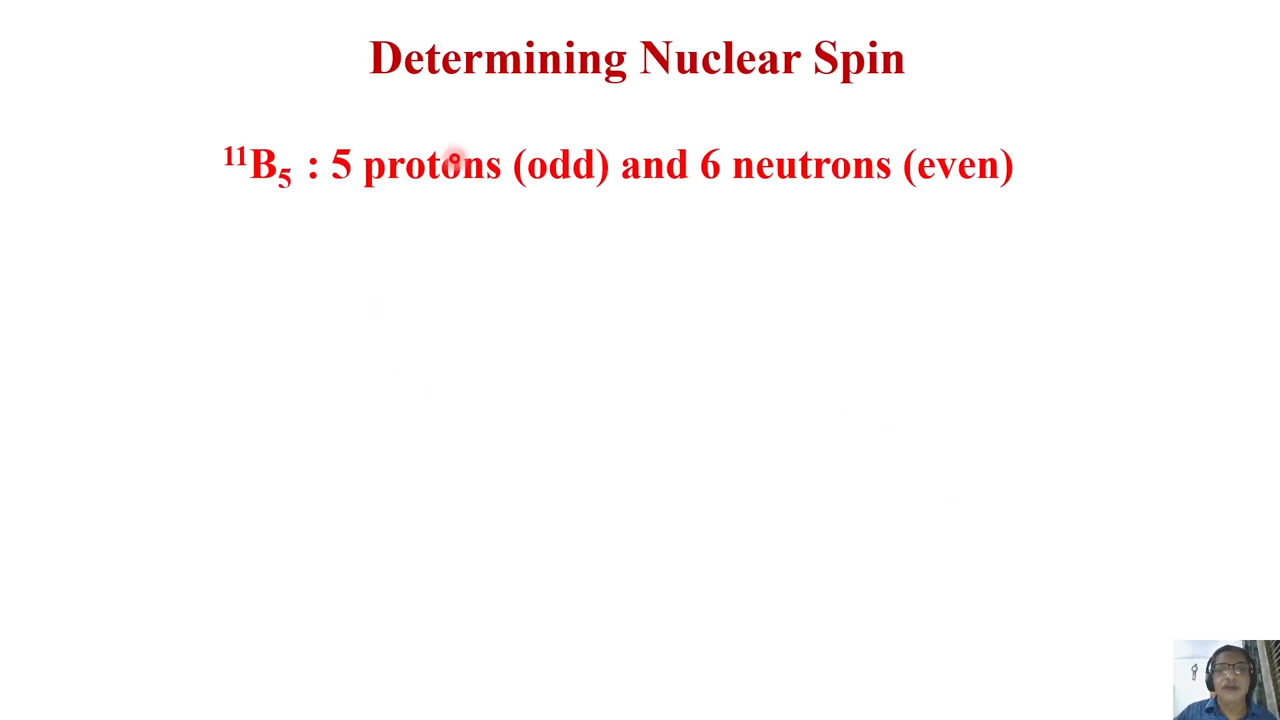 Determining Nuclear Spin
¹¹B₅ : 5 protons (odd) and 6 neutrons (even)